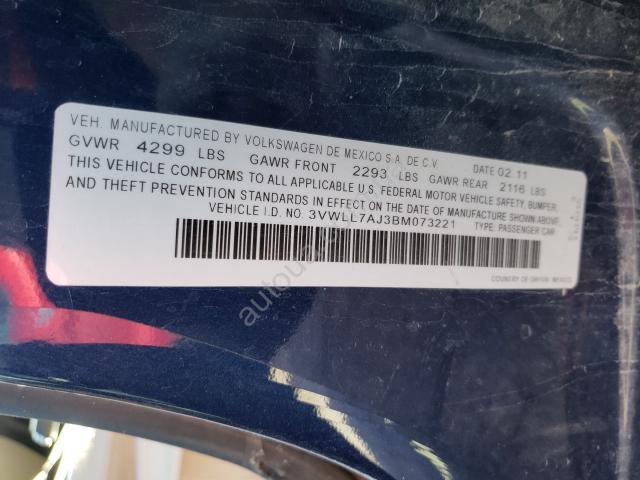 VEH. MANUFACTURED BY VOLKSWAGEN DE MEXICO S.A. DE C.V. DATE 02.11
GVWR 4299 LBS GAWR FRONT 2293 LBS GAWR REAR 2116 LBS
THIS VEHICLE CONFORMS TO ALL APPLICABLE U.S. FEDERAL MOTOR VEHICLE SAFETY, BUMPER,
AND THEFT PREVENTION STANDARDS IN EFFECT ON THE DATE OF MANUFACTURE SHOWN ABOVE.
VEHICLE I.D. NO. 3VWLL7AJ3BM073221 TYPE: PASSENGER CAR
COUNTRY OF ORIGIN: MEXICO